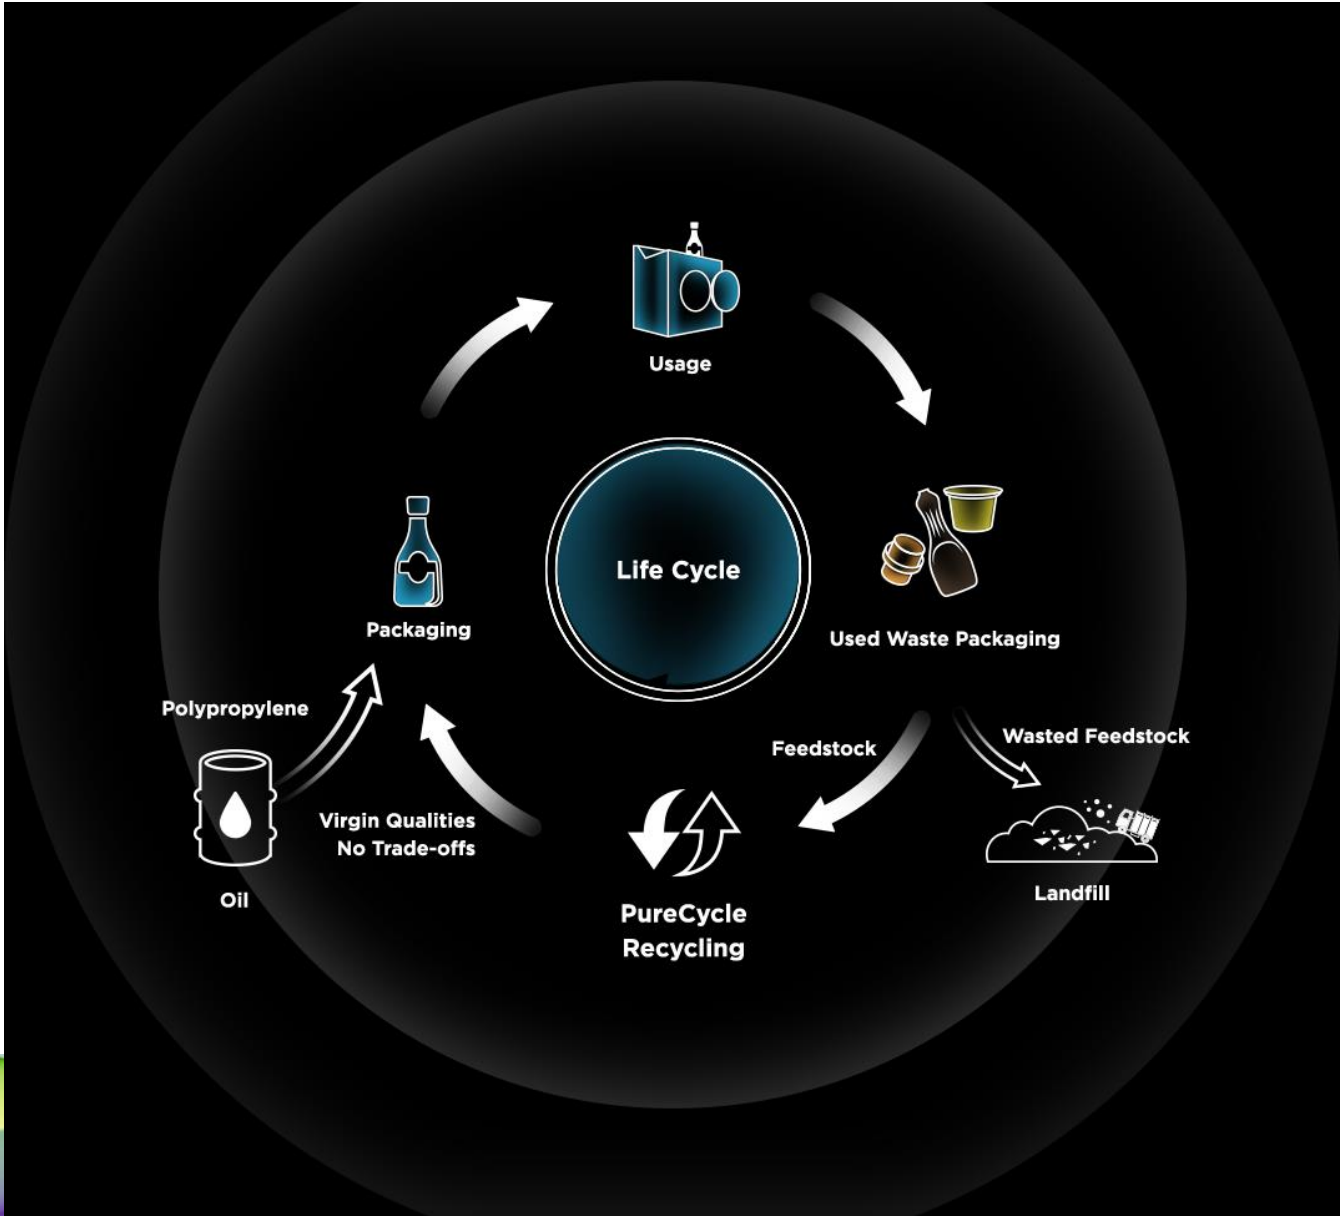 Usage
Life Cycle
Packaging
Used Waste Packaging
Polypropylene
Feedstock
Wasted Feedstock
Virgin Qualities
No Trade-offs
Oil
Landfill
PureCycle
Recycling